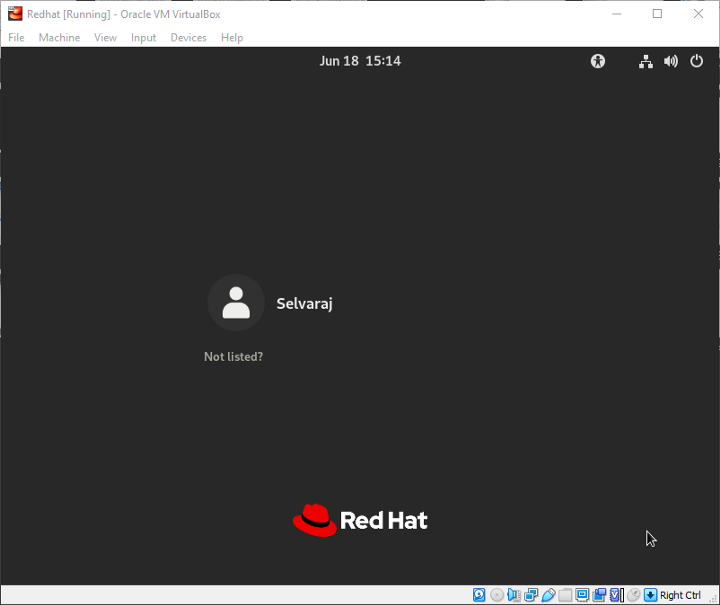 Redhat [Running] - Oracle VM VirtualBox
File Machine View Input Devices Help
Jun 18 15:14
Selvaraj
Not listed?
Red Hat
Right Ctrl